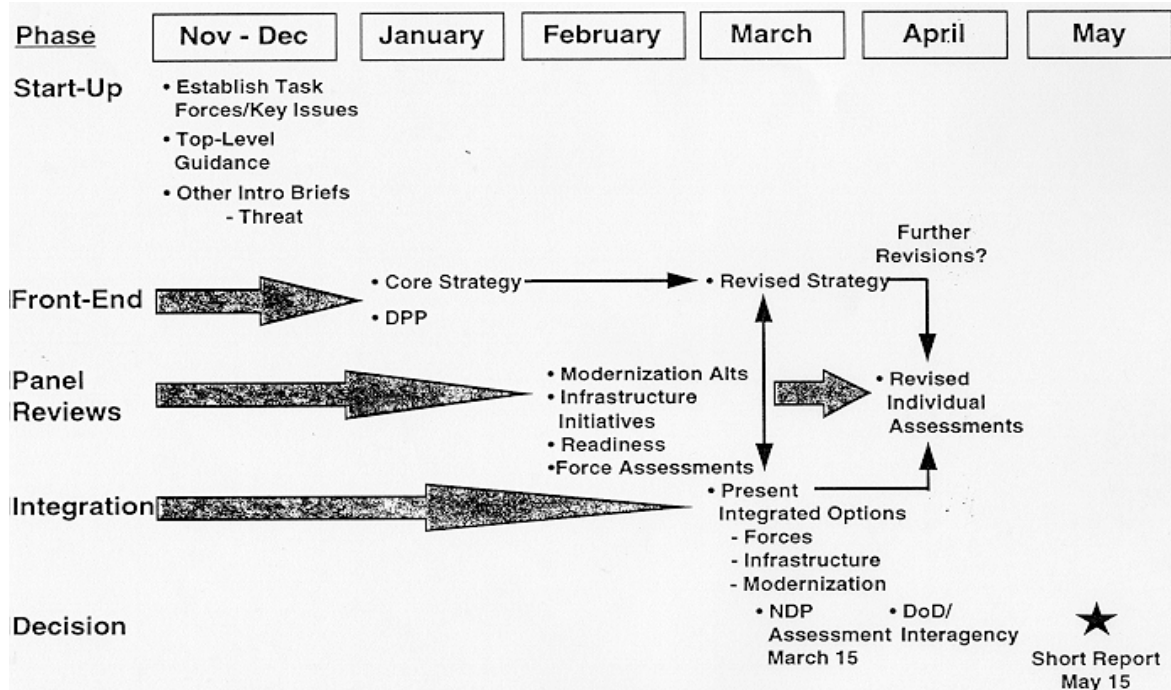 Phase
Nov - Dec
January
February
March
April
May
Start-Up
• Establish Task
Forces/Key Issues
• Top-Level
Guidance
• Other Intro Briefs
- Threat
Front-End
• Core Strategy
• DPP
• Revised Strategy
Further
Revisions?
Panel
Reviews
• Modernization Alts
• Infrastructure
Initiatives
• Readiness
•Force Assessments
• Revised
Individual
Assessments
Integration
• Present
Integrated Options
- Forces
- Infrastructure
- Modernization
Decision
• NDP
Assessment
March 15
• DoD/
Interagency
Short Report
May 15